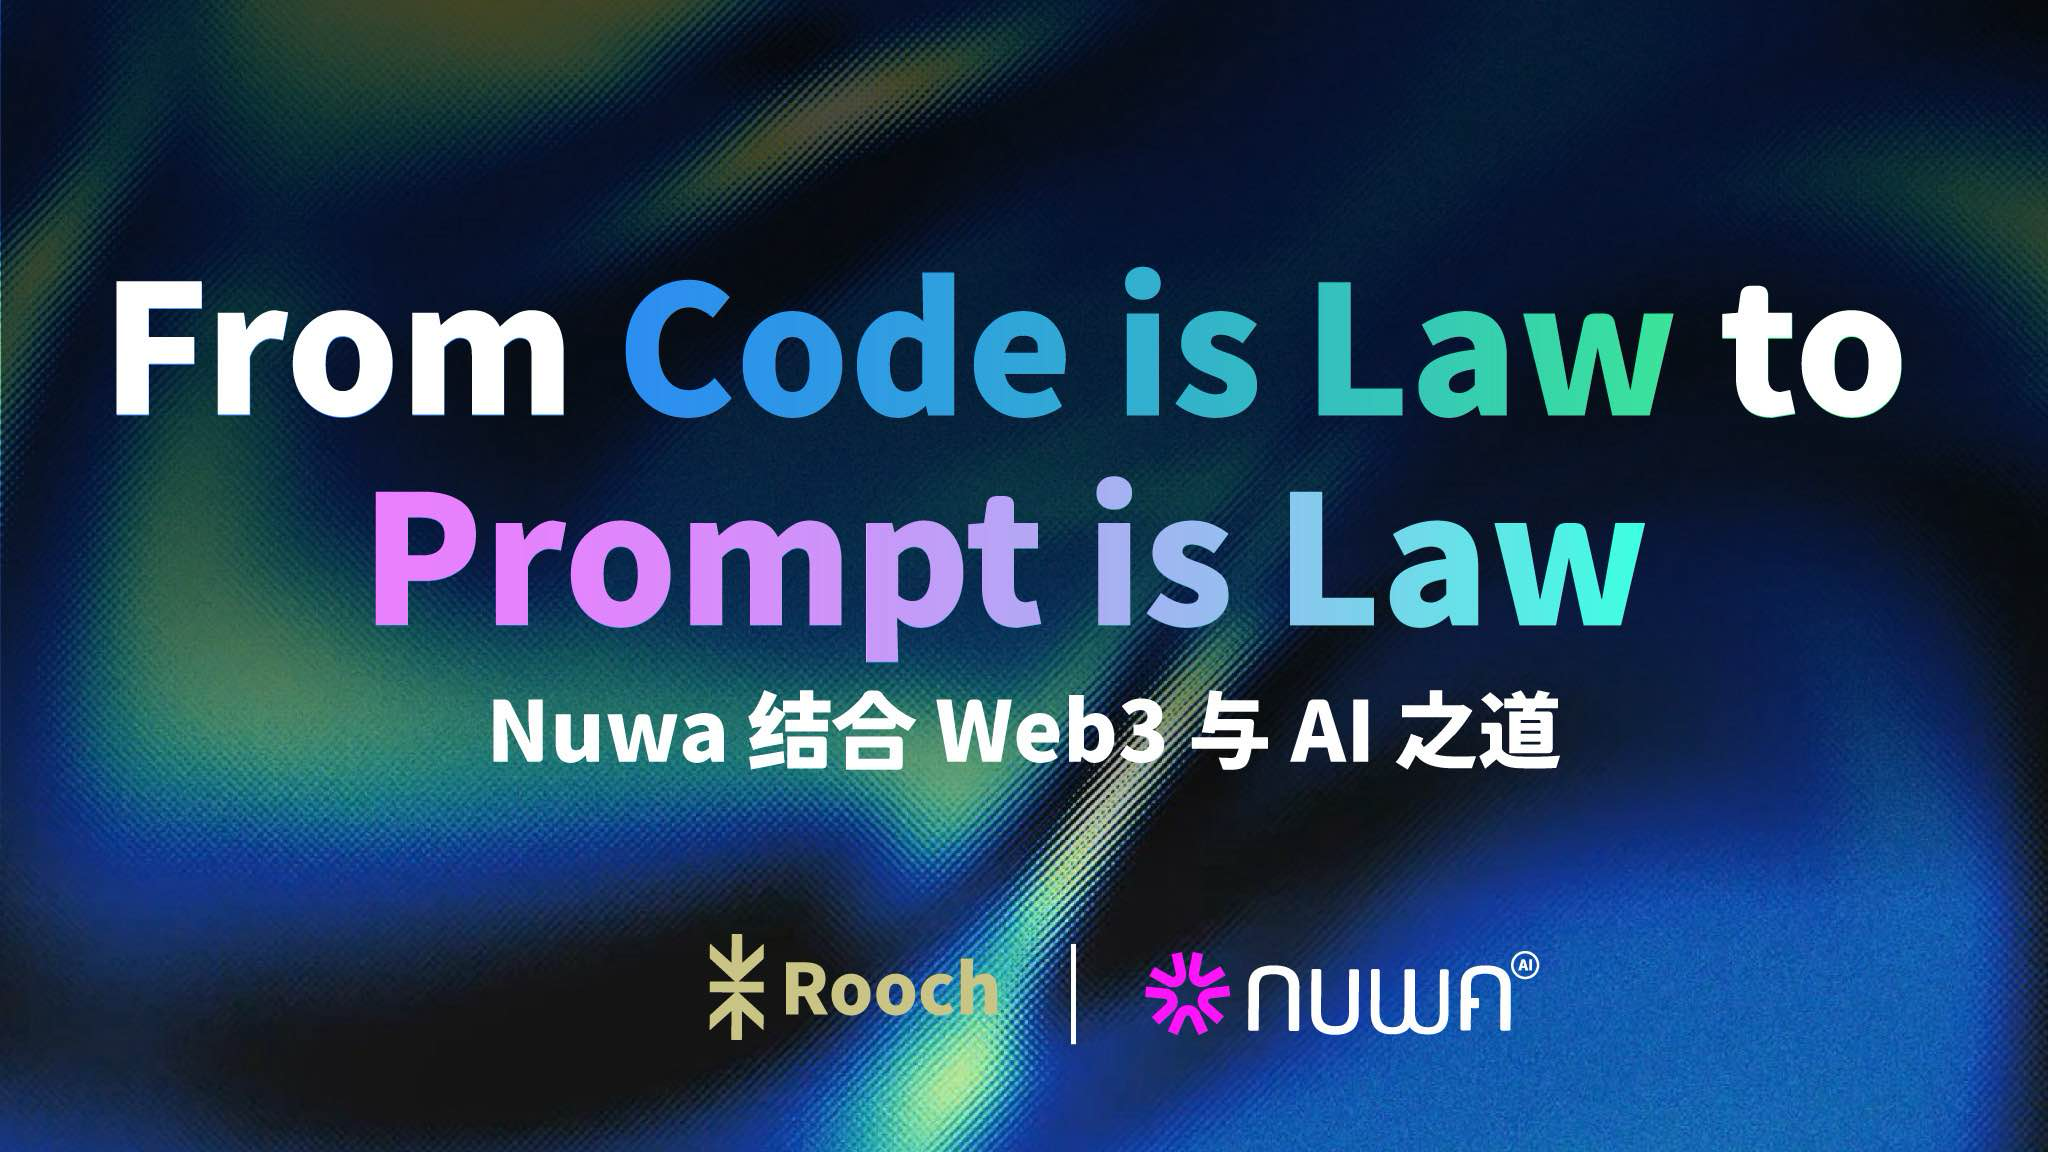 From Code is Law to
Prompt is Law
Nuwa 结合 Web3 与 AI 之道
Rooch
NUWA AI